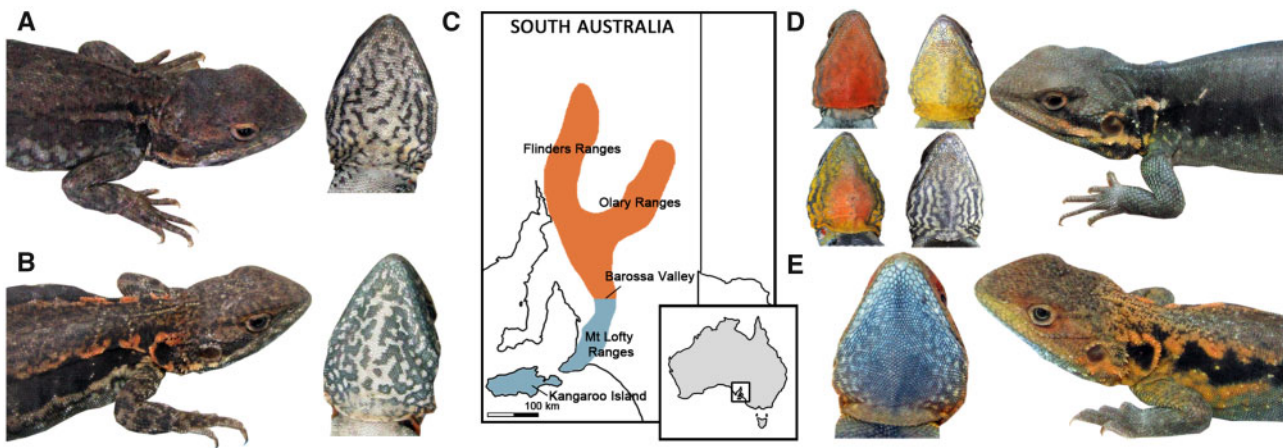 A
B
C
SOUTH AUSTRALIA
Flinders Ranges
Olary Ranges
Barossa Valley
Mt Lofty
Ranges
Kangaroo Island
100 km
D
E